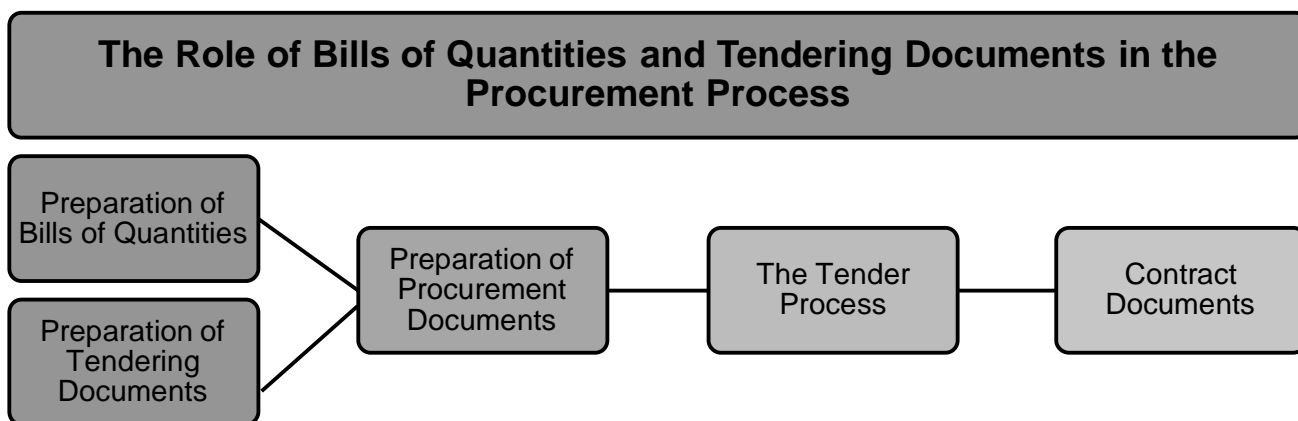 The Role of Bills of Quantities and Tendering Documents in the
Procurement Process
Preparation of
Bills of Quantities
Preparation of
Tendering
Documents
Preparation of
Procurement
Documents
The Tender
Process
Contract
Documents